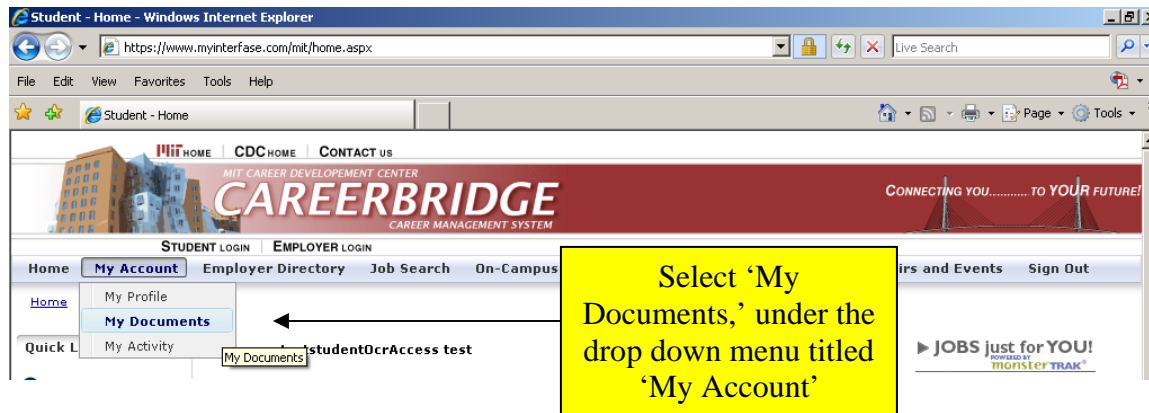 Student - Home - Windows Internet Explorer
https://www.myinterfase.com/mit/home.aspx
Live Search
File Edit View Favorites Tools Help
Student - Home
Page Tools
MIT HOME | CDC HOME | CONTACT US
MIT CAREER DEVELOPEMENT CENTER
CAREERBRIDGE
CAREER MANAGEMENT SYSTEM
CONNECTING YOU........... TO YOUR FUTURE!
STUDENT LOGIN | EMPLOYER LOGIN
Home My Account Employer Directory Job Search On-Campus irs and Events Sign Out
Home
My Profile
My Documents
My Activity
My Documents
Quick L
studentOcrAccess test
Select ‘My
Documents,’ under the
drop down menu titled
‘My Account’
JOBS just for YOU!
POWERED BY
monsterTRAK